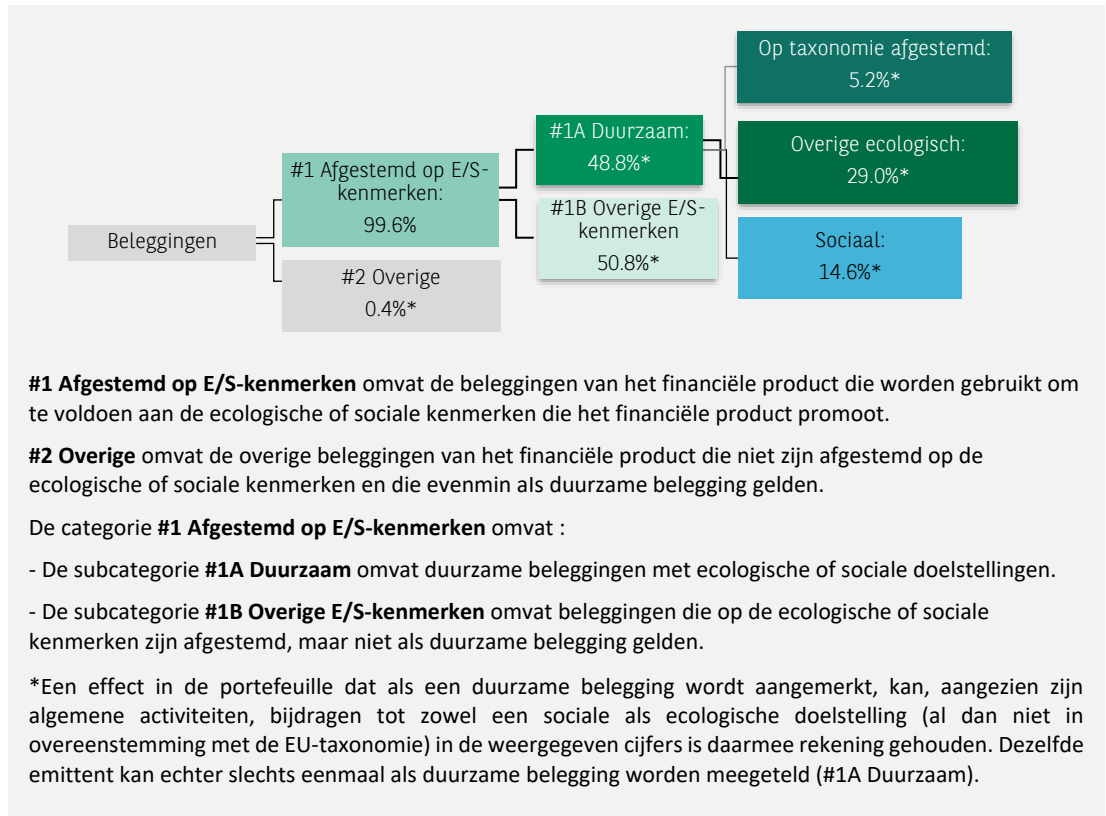 Op taxonomie afgestemd:
5.2%*
#1A Duurzaam:
48.8%*
Overige ecologisch:
29.0%*
#1 Afgestemd op E/S-
kenmerken:
99.6%
#1B Overige E/S-
kenmerken
50.8%*
Beleggingen
Sociaal:
14.6%*
#2 Overige
0.4%*
#1 Afgestemd op E/S-kenmerken omvat de beleggingen van het financiële product die worden gebruikt om
te voldoen aan de ecologische of sociale kenmerken die het financiële product promoot.
#2 Overige omvat de overige beleggingen van het financiële product die niet zijn afgestemd op de
ecologische of sociale kenmerken en die evenmin als duurzame belegging gelden.
De categorie #1 Afgestemd op E/S-kenmerken omvat :
- De subcategorie #1A Duurzaam omvat duurzame beleggingen met ecologische of sociale doelstellingen.
- De subcategorie #1B Overige E/S-kenmerken omvat beleggingen die op de ecologische of sociale
kenmerken zijn afgestemd, maar niet als duurzame belegging gelden.
*Een effect in de portefeuille dat als een duurzame belegging wordt aangemerkt, kan, aangezien zijn
algemene activiteiten, bijdragen tot zowel een sociale als ecologische doelstelling (al dan niet in
overeenstemming met de EU-taxonomie) in de weergegeven cijfers is daarmee rekening gehouden. Dezelfde
emittent kan echter slechts eenmaal als duurzame belegging worden meegeteld (#1A Duurzaam).